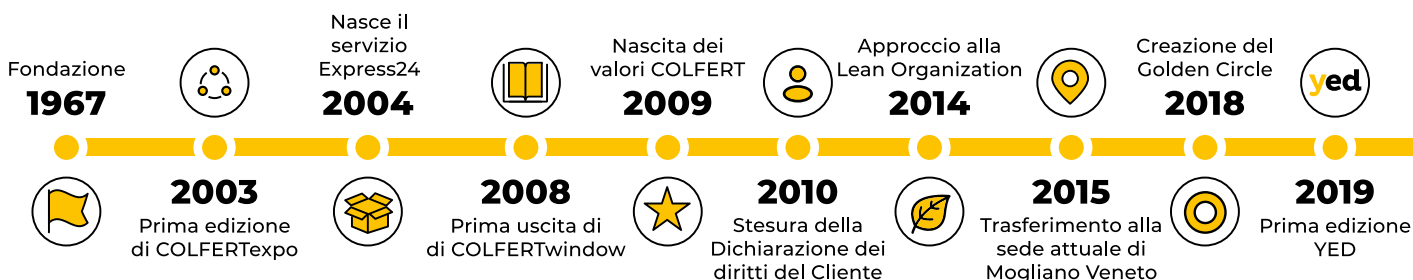 Fondazione
1967
2003
Prima edizione
di COLFERTexpo
Nasce il
servizio
Express24
2004
2008
Prima uscita di
di COLFERTwindow
Nascita dei
valori COLFERT
2009
2010
Stesura della
Dichiarazione dei
diritti del Cliente
Approccio alla
Lean Organization
2014
2015
Trasferimento alla
sede attuale di
Mogliano Veneto
Creazione del
Golden Circle
2018
yed
2019
Prima edizione
YED